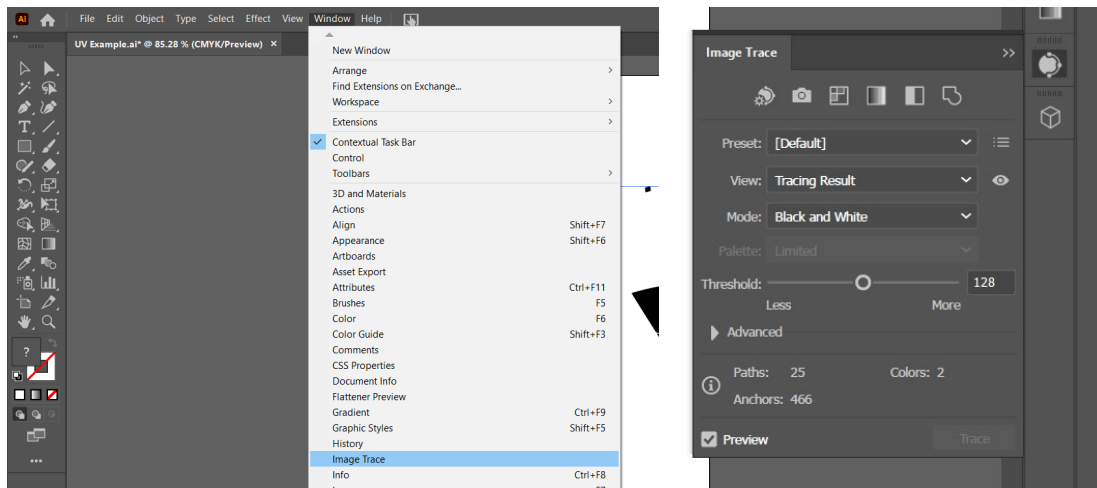 Ai File Edit Object Type Select Effect View Window Help
UV Example.ai* @ 85.28 % (CMYK/Preview) ×
New Window
Arrange
Find Extensions on Exchange...
Workspace
Extensions
Contextual Task Bar
Control
Toolbars
3D and Materials
Actions
Align Shift+F7
Appearance Shift+F6
Artboards
Asset Export
Attributes Ctrl+F11
Brushes F5
Color F6
Color Guide Shift+F3
Comments
CSS Properties
Document Info
Flattener Preview
Gradient Ctrl+F9
Graphic Styles Shift+F5
History
Image Trace
Info Ctrl+F8
?
Image Trace
Preset: [Default]
View: Tracing Result
Mode: Black and White
Palette: Limited
Threshold: 128
Less More
Advanced
Paths: 25 Colors: 2
Anchors: 466
Preview Trace